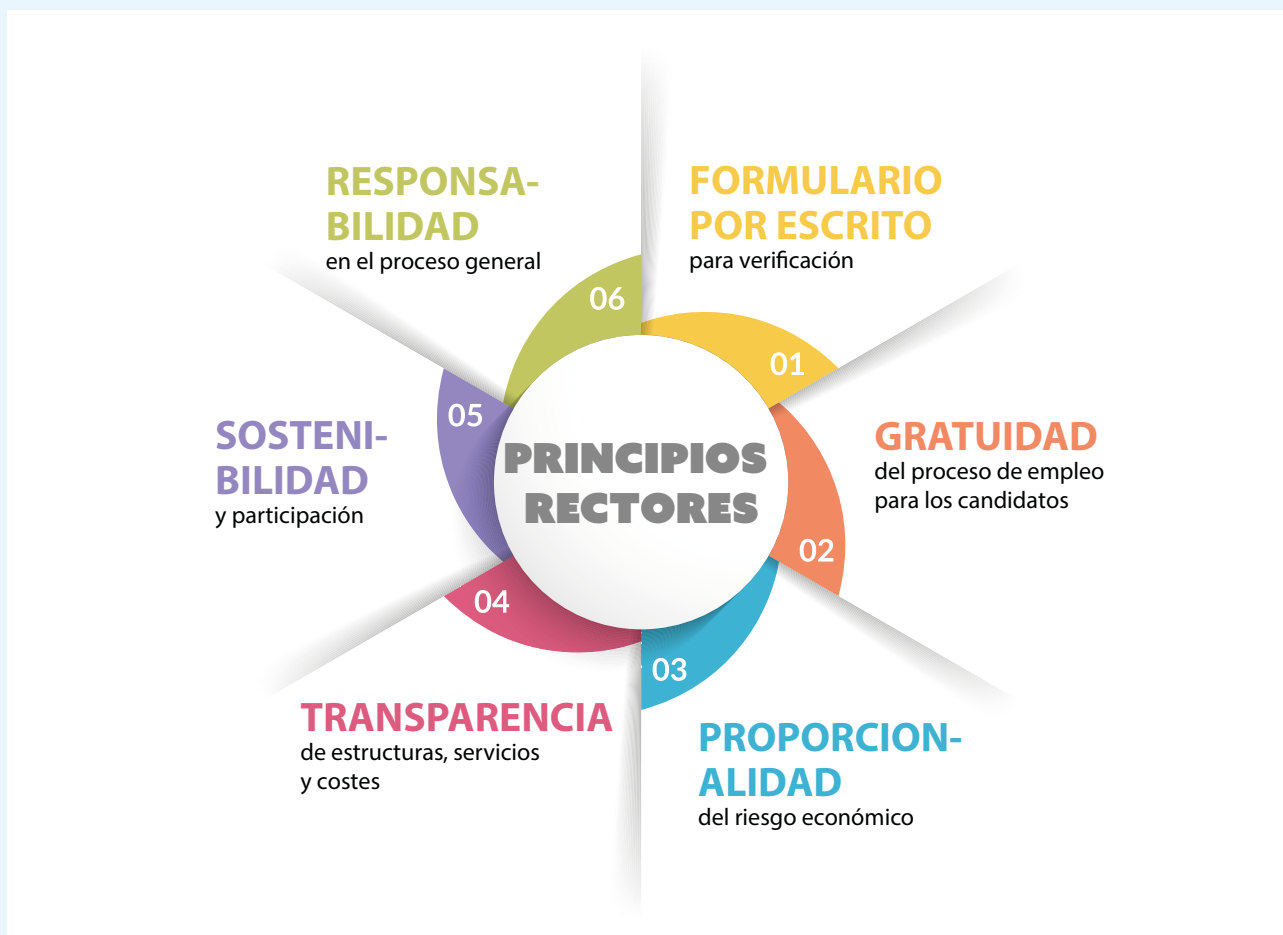 PRINCIPIOS
RECTORES
FORMULARIO
POR ESCRITO
para verificación
01
GRATUIDAD
del proceso de empleo
para los candidatos
02
PROPORCION-
ALIDAD
del riesgo económico
03
TRANSPARENCIA
de estructuras, servicios
y costes
04
SOSTENI-
BILIDAD
y participación
05
RESPONSA-
BILIDAD
en el proceso general
06